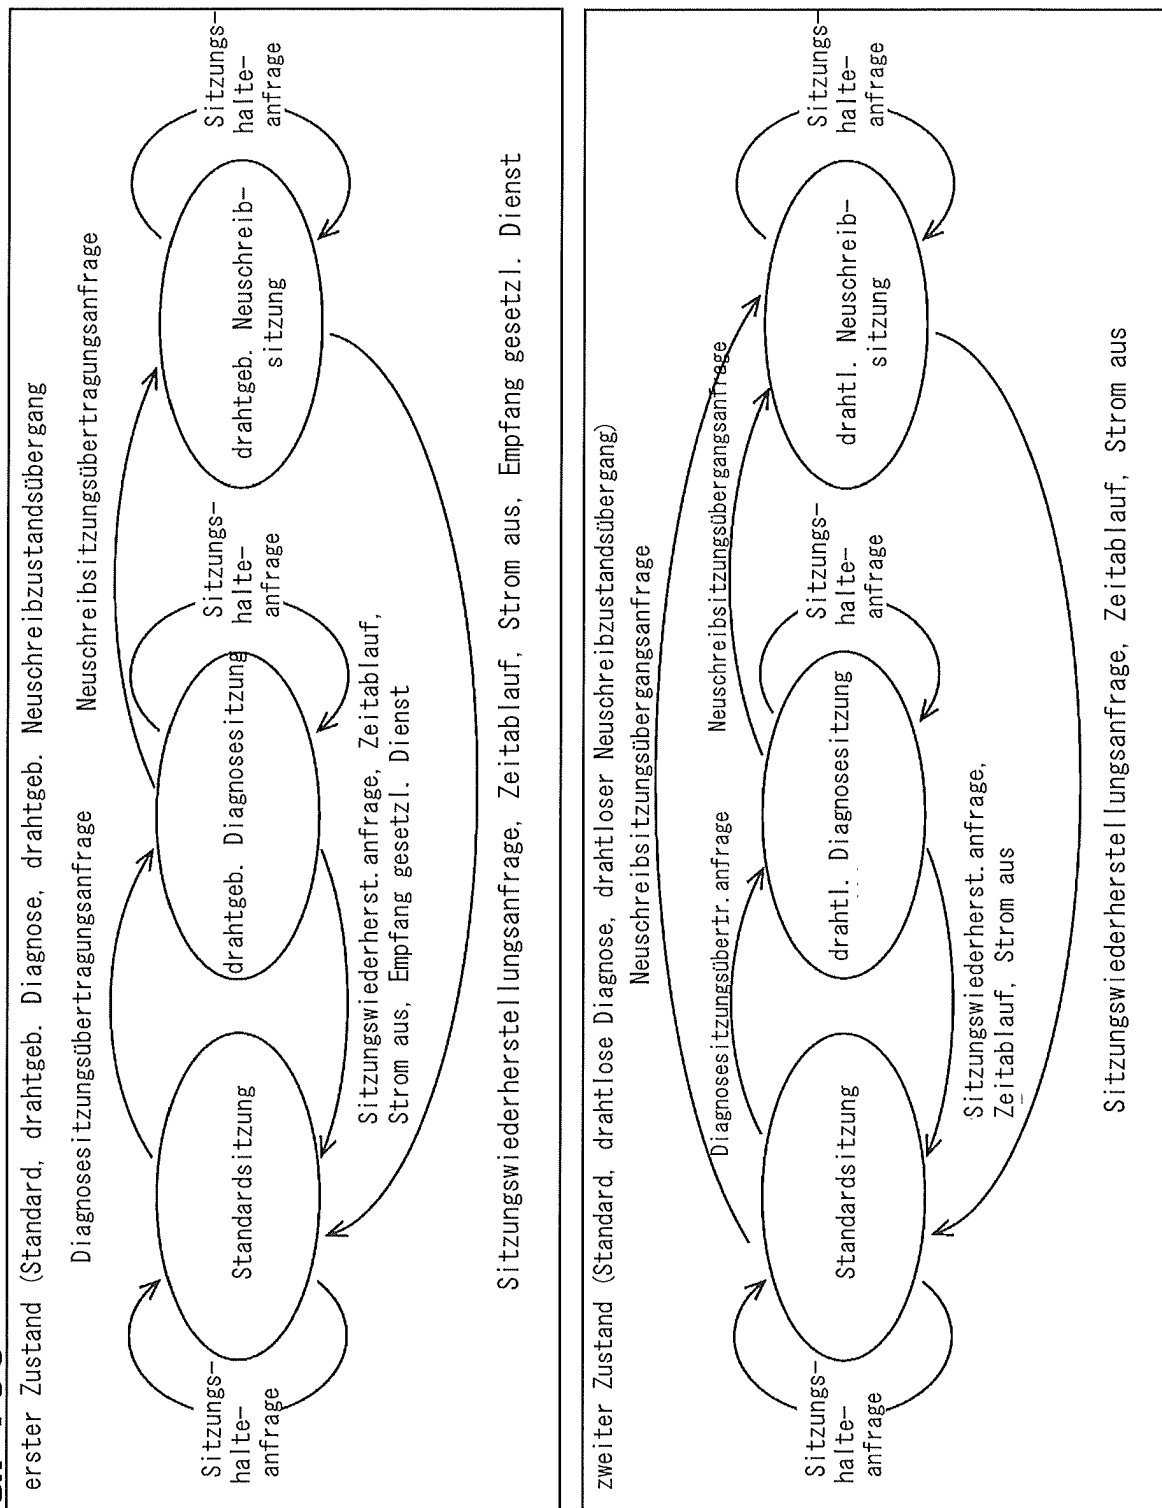 erster Zustand (Standard, drahtgeb. Diagnose, drahtgeb. Neuschreibzustandsübergang
Diagnosesitzungsübertragungsanfrage
Neuschreibsitzungsübertragungsanfrage
Sitzungs-
halte-
anfrage
Standardsitzung
drahtgeb. Diagnosesitzung
Sitzungs-
halte-
anfrage
drahtgeb. Neuschreib-
sitzung
Sitzungs-
halte-
anfrage
Sitzungswiederherst.anfrage, Zeitablauf,
Strom aus, Empfang gesetzl. Dienst
Sitzungswiederherstellungsanfrage, Zeitablauf, Strom aus, Empfang gesetzl. Dienst
zweiter Zustand (Standard, drahtlose Diagnose, drahtloser Neuschreibzustandsübergang)
Neuschreibsitzungsübergangsanfrage
Diagnosesitzungsübertr.anfrage
Neuschreibsitzungsübergangsanfrage
Sitzungs-
halte-
anfrage
Standardsitzung
drahtl. Diagnosesitzung
Sitzungs-
halte-
anfrage
drahtl. Neuschreib-
sitzung
Sitzungs-
halte-
anfrage
Sitzungswiederherst.anfrage,
Zeitablauf, Strom aus
Sitzungswiederherstellungsanfrage, Zeitablauf, Strom aus